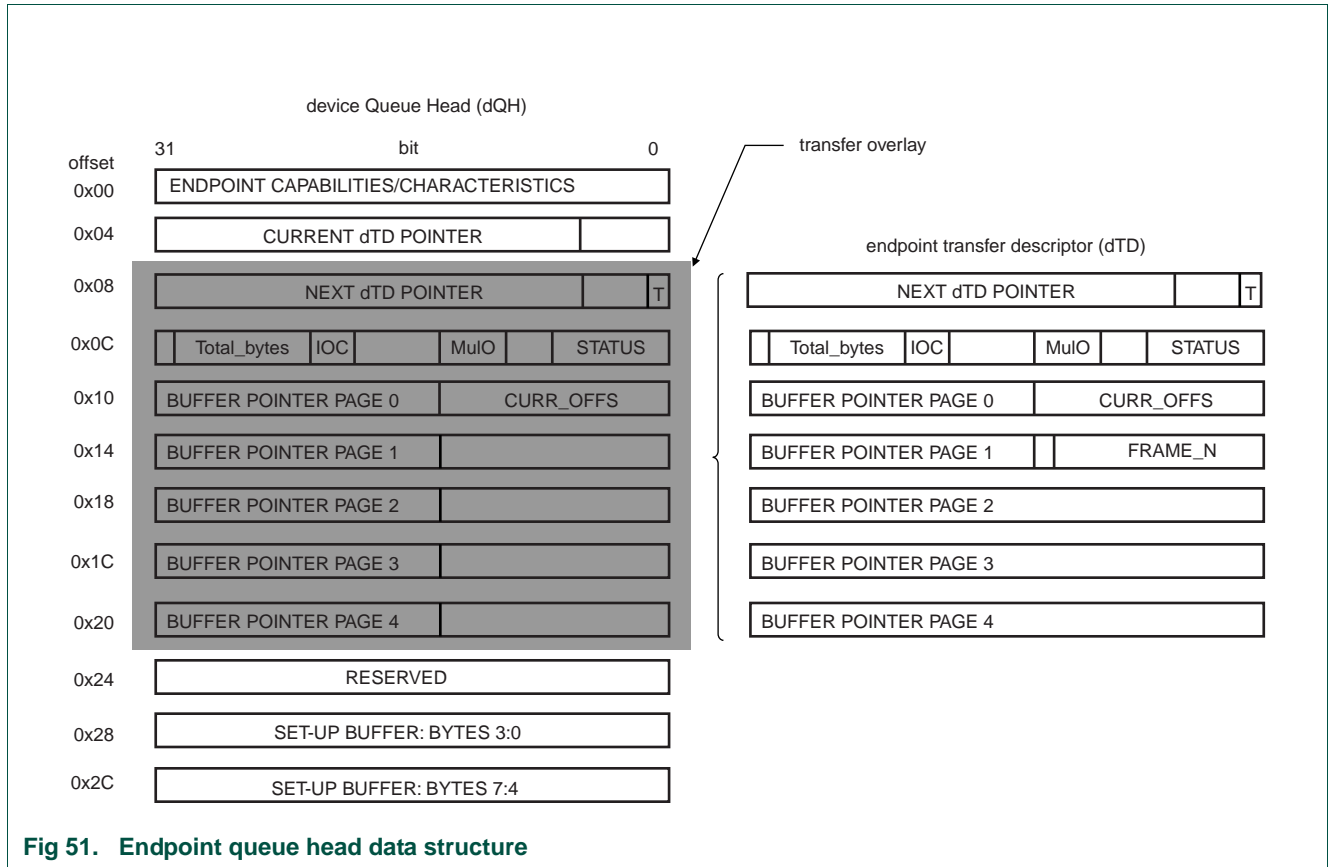 device Queue Head (dQH)
transfer overlay
offset 31 bit 0
0x00 ENDPOINT CAPABILITIES/CHARACTERISTICS
0x04 CURRENT dTD POINTER
endpoint transfer descriptor (dTD)
0x08 NEXT dTD POINTER T NEXT dTD POINTER T
0x0C Total_bytes IOC MulO STATUS Total_bytes IOC MulO STATUS
0x10 BUFFER POINTER PAGE 0 CURR_OFFS BUFFER POINTER PAGE 0 CURR_OFFS
0x14 BUFFER POINTER PAGE 1 BUFFER POINTER PAGE 1 FRAME_N
0x18 BUFFER POINTER PAGE 2 BUFFER POINTER PAGE 2
0x1C BUFFER POINTER PAGE 3 BUFFER POINTER PAGE 3
0x20 BUFFER POINTER PAGE 4 BUFFER POINTER PAGE 4
0x24 RESERVED
0x28 SET-UP BUFFER: BYTES 3:0
0x2C SET-UP BUFFER: BYTES 7:4
Fig 51. Endpoint queue head data structure